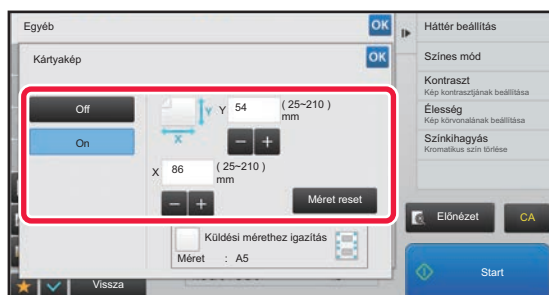 Egyéb
OK
Kártyakép
OK
Off
On
Y
Y 54 ( 25~210 )
mm
X
X 86 ( 25~210 )
mm
Méret reset
Küldési mérethez igazítás
Méret : A5
Vissza
Háttér beállítás
Színes mód
Kontraszt
Kép kontrasztjának beállítása
Élesség
Kép körvonalának beállítása
Színkihagyás
Kromatikus szín törlése
Előnézet
CA
Start